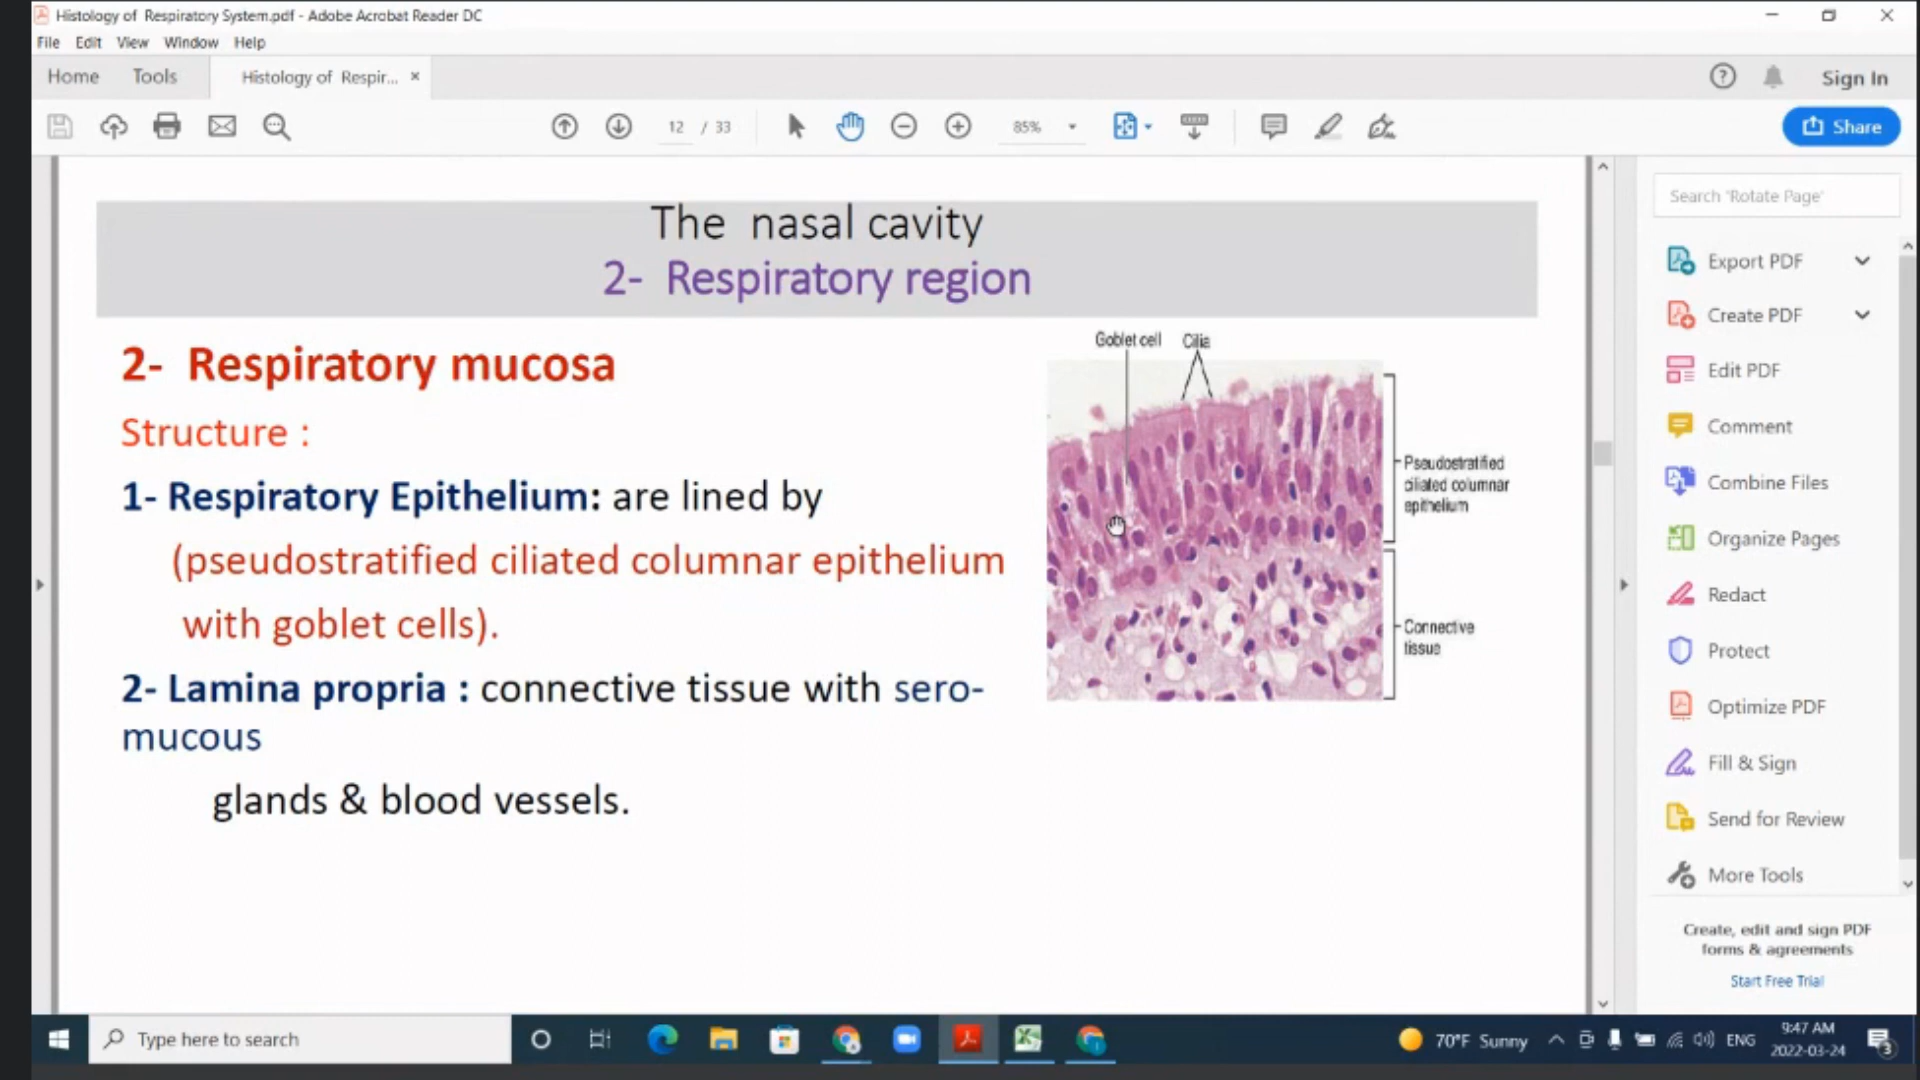 Histology of Respiratory System.pdf - Adobe Acrobat Reader DC
File Edit View Window Help
Home Tools Histology of Respir... × Sign In
12 / 33 85% Share
The nasal cavity
2- Respiratory region
2- Respiratory mucosa
Structure :
1- Respiratory Epithelium: are lined by
(pseudostratified ciliated columnar epithelium
with goblet cells).
2- Lamina propria : connective tissue with sero-
mucous
glands & blood vessels.
Goblet cell Cilia
Pseudostratified
ciliated columnar
epithelium
Connective
tissue
Search 'Rotate Page'
Export PDF
Create PDF
Edit PDF
Comment
Combine Files
Organize Pages
Redact
Protect
Optimize PDF
Fill & Sign
Send for Review
More Tools
Create, edit and sign PDF
forms & agreements
Start Free Trial
Type here to search
70°F Sunny
ENG
9:47 AM
2022-03-24
3